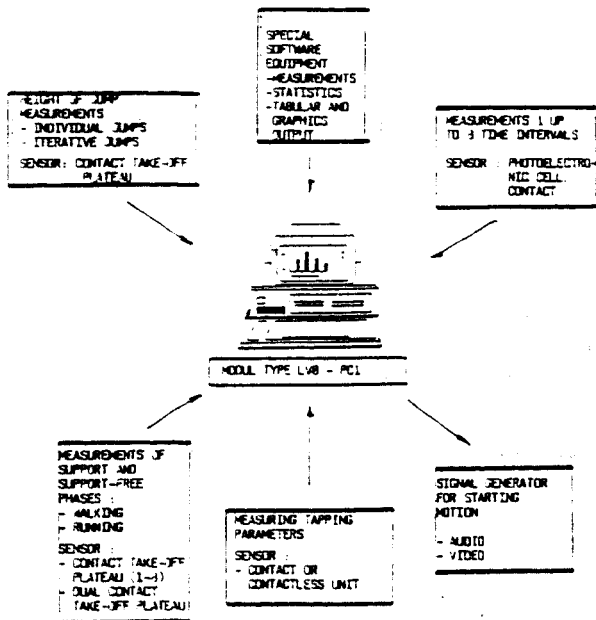 SPECIAL
SOFTWARE
EQUIPMENT
-MEASUREMENTS
-STATISTICS
-TABULAR AND
GRAPHICS
OUTPUT
HEIGHT OF JUMP
MEASUREMENTS
- INDIVIDUAL JUMPS
- ITERATIVE JUMPS
SENSOR: CONTACT TAKE-OFF
PLATEAU
MEASUREMENTS 1 UP
TO 3 TIME INTERVALS
SENSOR : PHOTOELECTRO-
NIC CELL.
CONTACT
MODUL TYPE LVB - PC1
MEASUREMENTS OF
SUPPORT AND
SUPPORT-FREE
PHASES :
- WALKING
- RUNNING
SENSOR :
- CONTACT TAKE-OFF
PLATEAU (1-3)
- DUAL CONTACT
TAKE-OFF PLATEAU
MEASURING TAPPING
PARAMETERS
SENSOR :
- CONTACT OR
CONTACTLESS UNIT
SIGNAL GENERATOR
FOR STARTING
MOTION
- AUDIO
- VIDEO